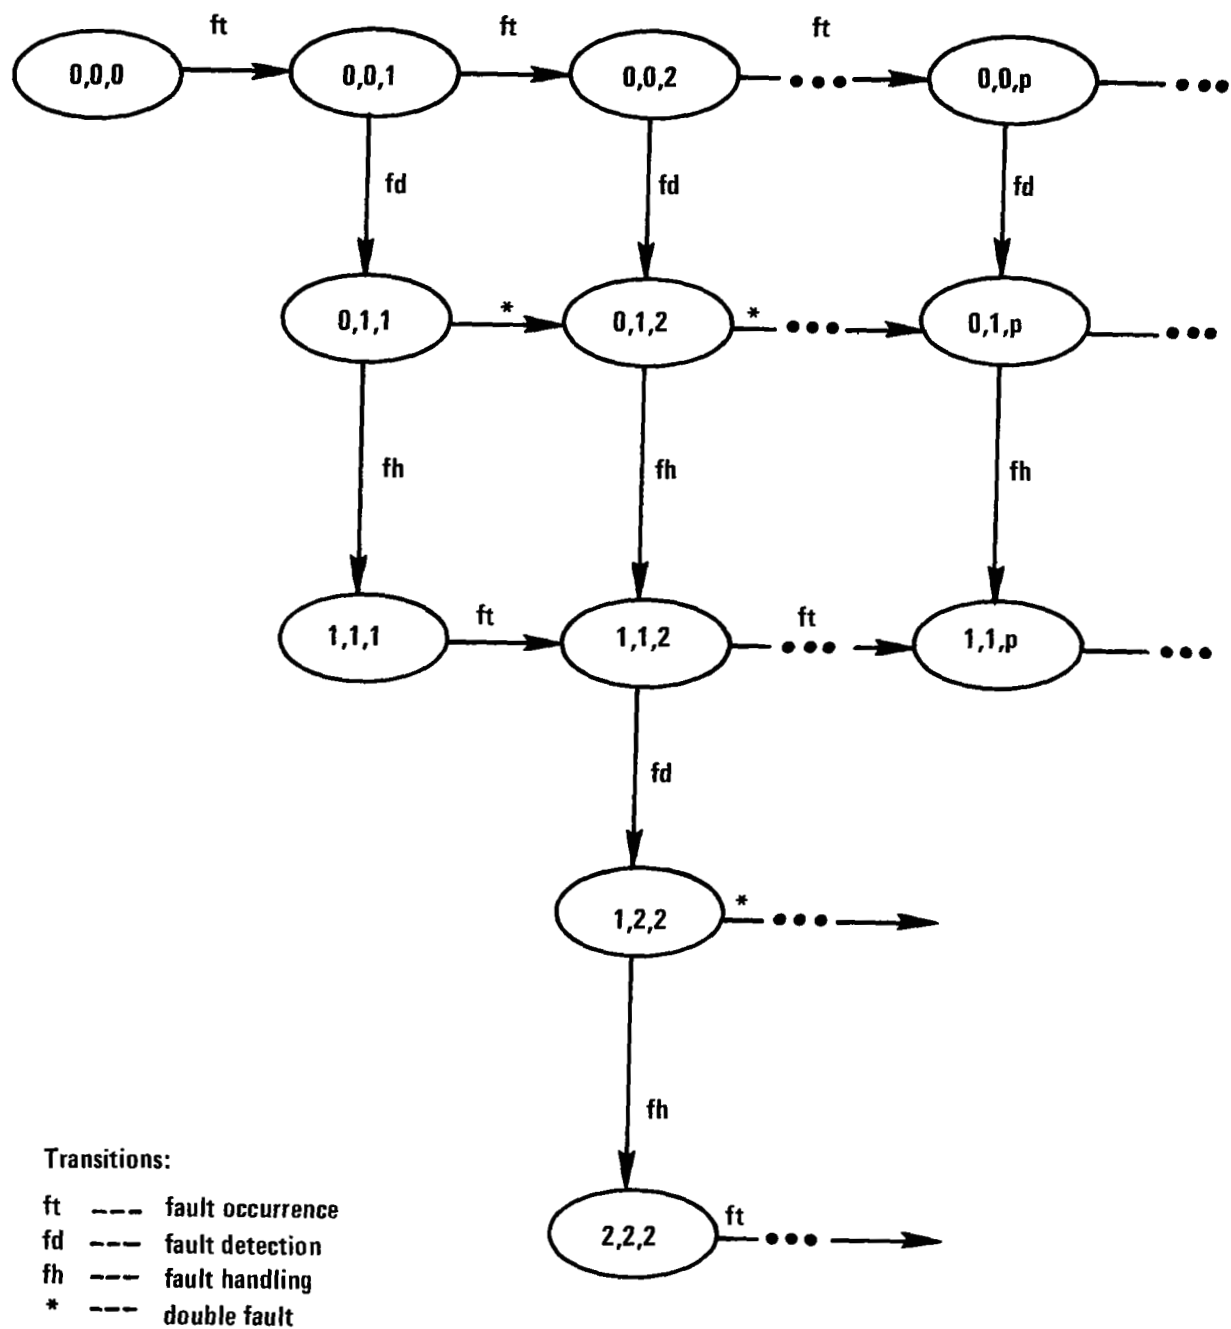 ft ft ft
0,0,0 0,0,1 0,0,2 0,0,p
fd fd fd
* *
0,1,1 0,1,2 0,1,p
fh fh fh
ft ft
1,1,1 1,1,2 1,1,p
fd
*
1,2,2
fh
ft
2,2,2
Transitions:
ft --- fault occurrence
fd --- fault detection
fh --- fault handling
* --- double fault